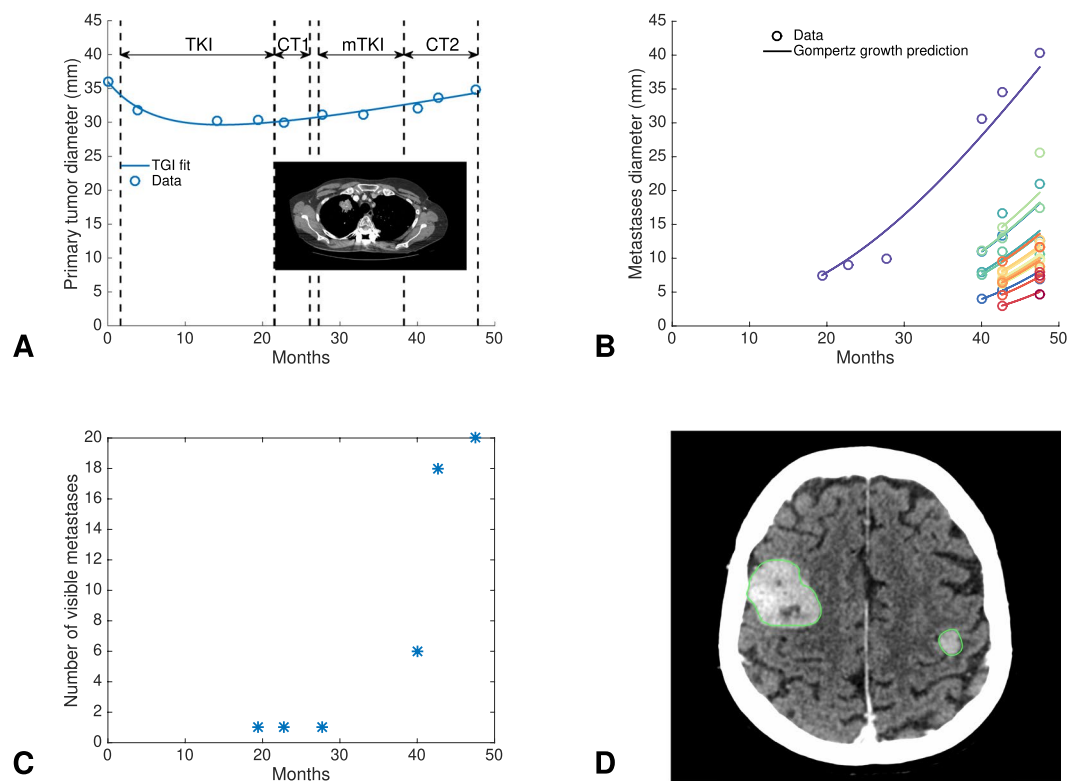 45
40
35
30
25
20
15
10
5
0
Primary tumor diameter (mm)
TKI
CT1
mTKI
CT2
TGI fit
Data
0
10
20
30
40
50
Months
A
45
40
35
30
25
20
15
10
5
0
Metastases diameter (mm)
Data
Gompertz growth prediction
0
10
20
30
40
50
Months
B
20
18
16
14
12
10
8
6
4
2
0
Number of visible metastases
0
10
20
30
40
50
Months
C
D